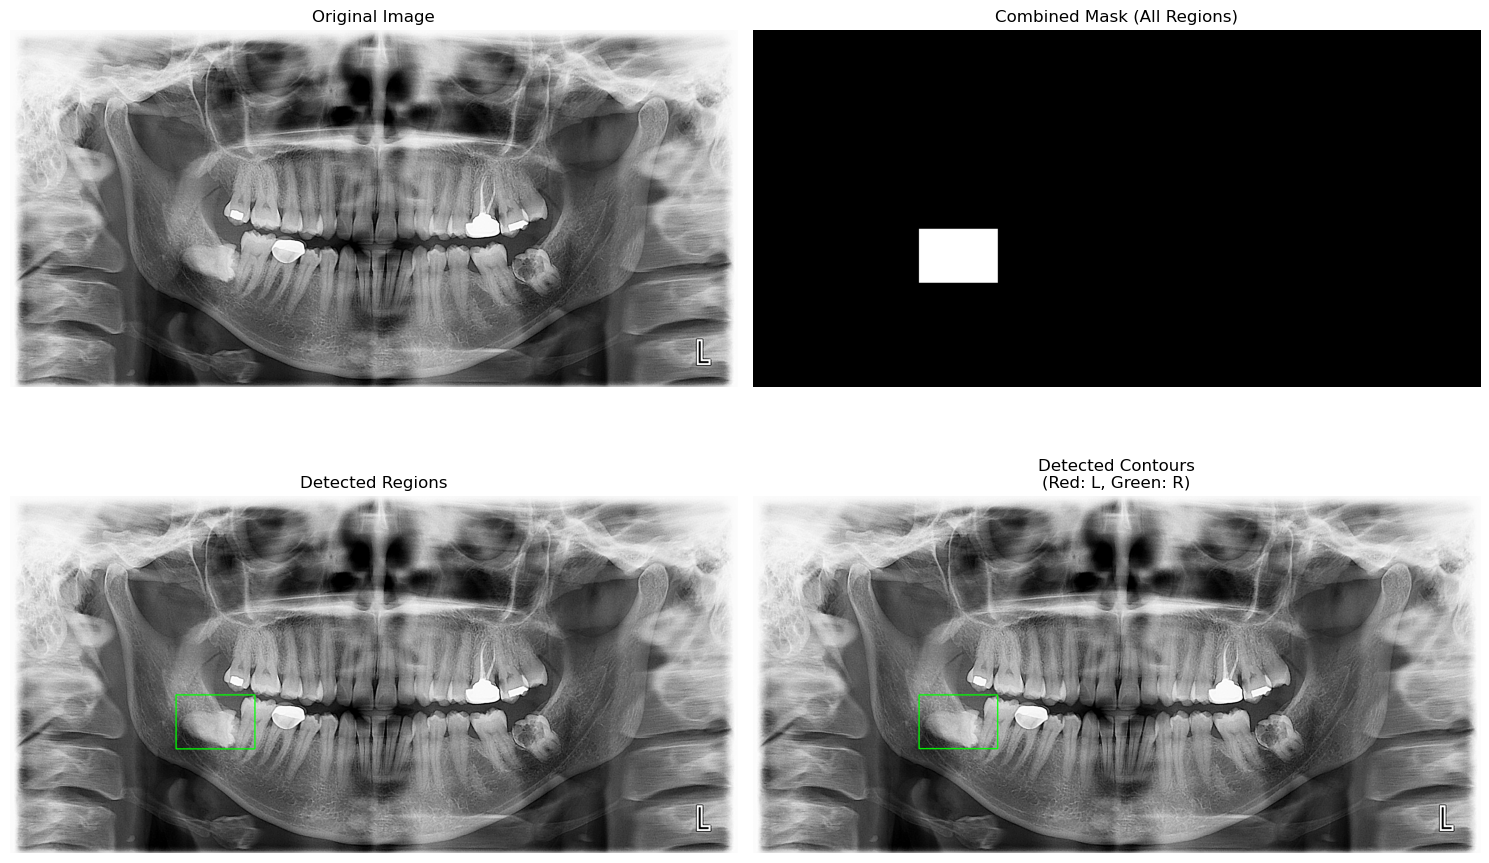 Original Image
Combined Mask (All Regions)
L
Detected Regions
Detected Contours
(Red: L, Green: R)
L
L